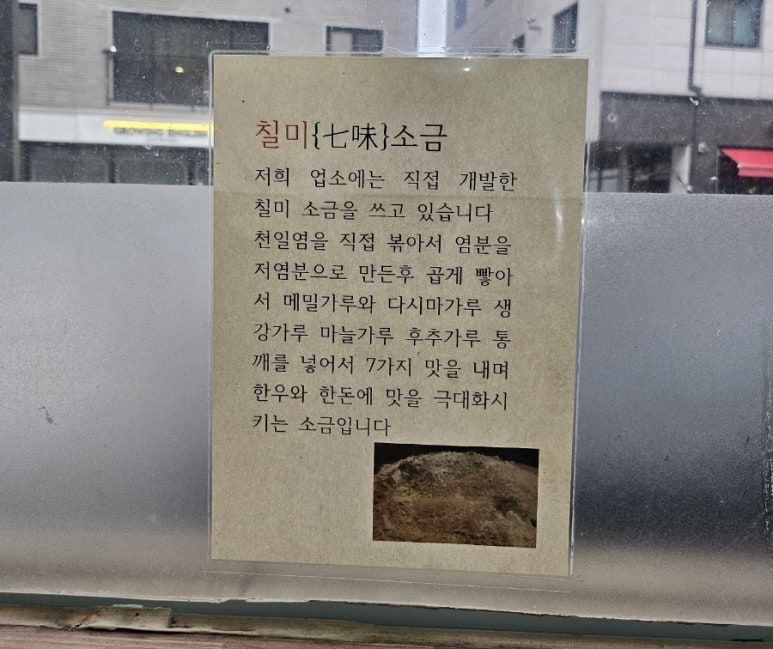 칠미{七味}소금
저희 업소에는 직접 개발한
칠미 소금을 쓰고 있습니다
천일염을 직접 볶아서 염분을
저염분으로 만든후 곱게 빻아
서 메밀가루와 다시마가루 생
강가루 마늘가루 후추가루 통
깨를 넣어서 7가지 맛을 내며
한우와 한돈에 맛을 극대화시
키는 소금입니다